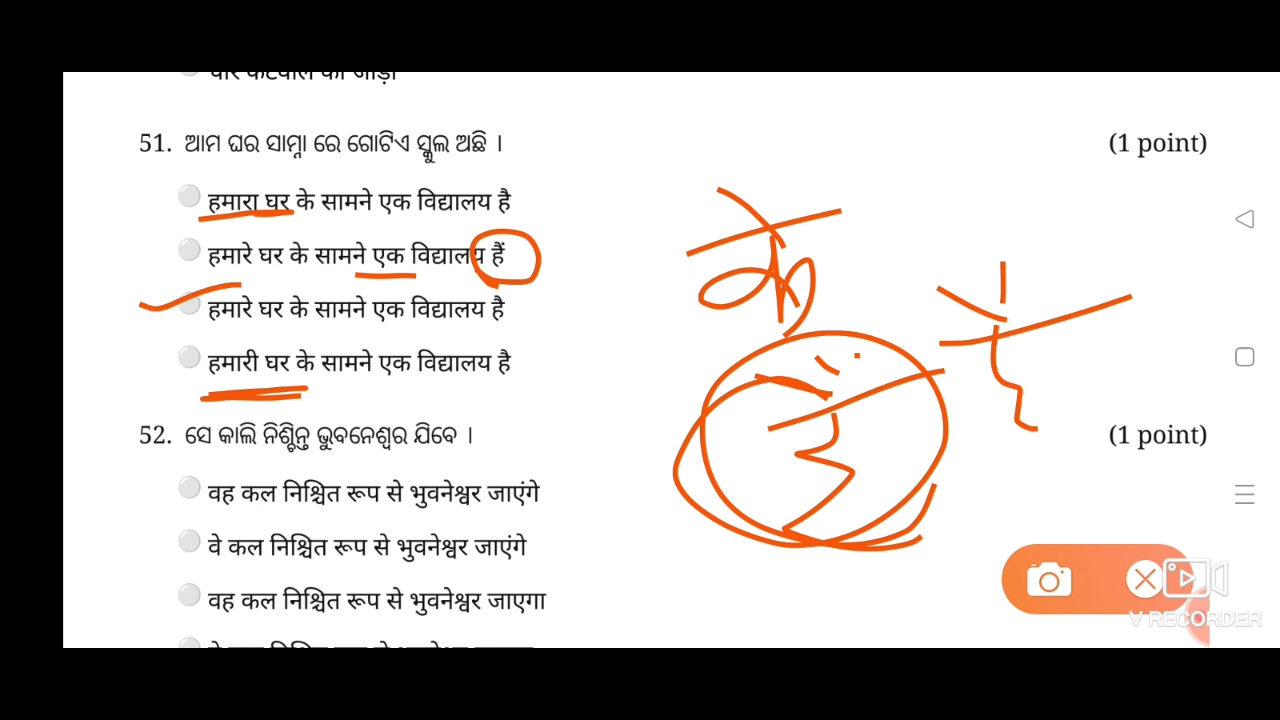 51. ଆମ ଘର ସାମ୍ନା ରେ ଗୋଟିଏ ସ୍କୁଲ ଅଛି । (1 point)
हमारा घर के सामने एक विद्यालय है
हमारे घर के सामने एक विद्यालय हैं
हमारे घर के सामने एक विद्यालय है
हमारी घर के सामने एक विद्यालय है
52. ସେ କାଲି ନିଶ୍ଚିନ୍ତ ଭୁବନେଶ୍ୱର ଯିବେ । (1 point)
वह कल निश्चित रूप से भुवनेश्वर जाएंगे
वे कल निश्चित रूप से भुवनेश्वर जाएंगे
वह कल निश्चित रूप से भुवनेश्वर जाएगा
V RECORDER